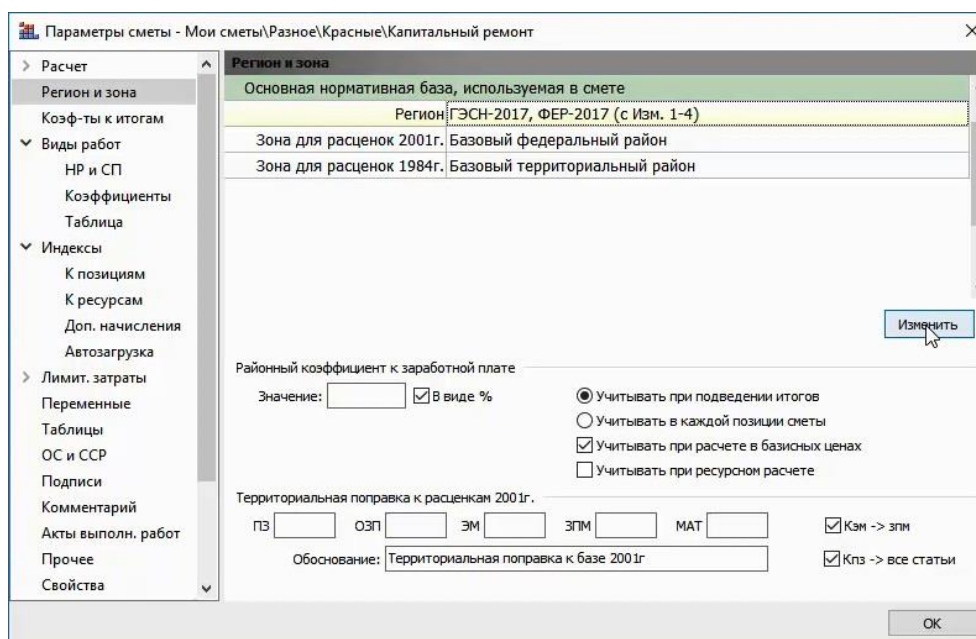 Параметры сметы - Мои сметы\Разное\Красные\Капитальный ремонт
Расчет
Регион и зона
Коэф-ты к итогам
Виды работ
НР и СП
Коэффициенты
Таблица
Индексы
К позициям
К ресурсам
Доп. начисления
Автозагрузка
Лимит. затраты
Переменные
Таблицы
ОС и ССР
Подписи
Комментарий
Акты выполн. работ
Прочее
Свойства
Регион и зона
Основная нормативная база, используемая в смете
Регион ГЭСН-2017, ФЕР-2017 (с Изм. 1-4)
Зона для расценок 2001г. Базовый федеральный район
Зона для расценок 1984г. Базовый территориальный район
Изменить
Районный коэффициент к заработной плате
Значение: В виде %
Учитывать при подведении итогов
Учитывать в каждой позиции сметы
Учитывать при расчете в базисных ценах
Учитывать при ресурсном расчете
Территориальная поправка к расценкам 2001г.
ПЗ ОЗП ЭМ ЗПМ МАТ Кэм -> зпм
Обоснование: Территориальная поправка к базе 2001г Кпз -> все статьи
ОК